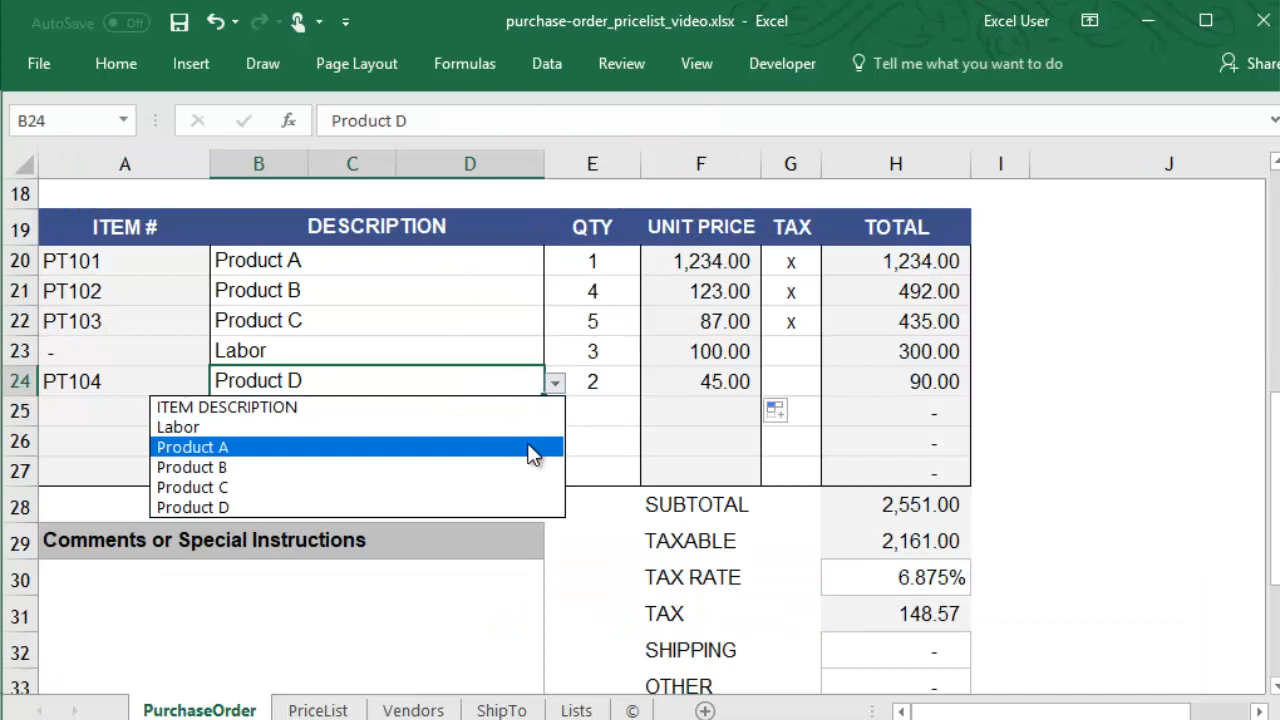 AutoSave Off purchase-order_pricelist_video.xlsx - Excel Excel User
File Home Insert Draw Page Layout Formulas Data Review View Developer Tell me what you want to do Share
B24 fx Product D
A B C D E F G H I J
18
19 ITEM # DESCRIPTION QTY UNIT PRICE TAX TOTAL
20 PT101 Product A 1 1,234.00 x 1,234.00
21 PT102 Product B 4 123.00 x 492.00
22 PT103 Product C 5 87.00 x 435.00
23 - Labor 3 100.00 300.00
24 PT104 Product D 2 45.00 90.00
25 -
26 -
27 -
ITEM DESCRIPTION
Labor
Product A
Product B
Product C
Product D
28 SUBTOTAL 2,551.00
29 Comments or Special Instructions TAXABLE 2,161.00
30 TAX RATE 6.875%
31 TAX 148.57
32 SHIPPING -
33 OTHER -
PurchaseOrder PriceList Vendors ShipTo Lists ©